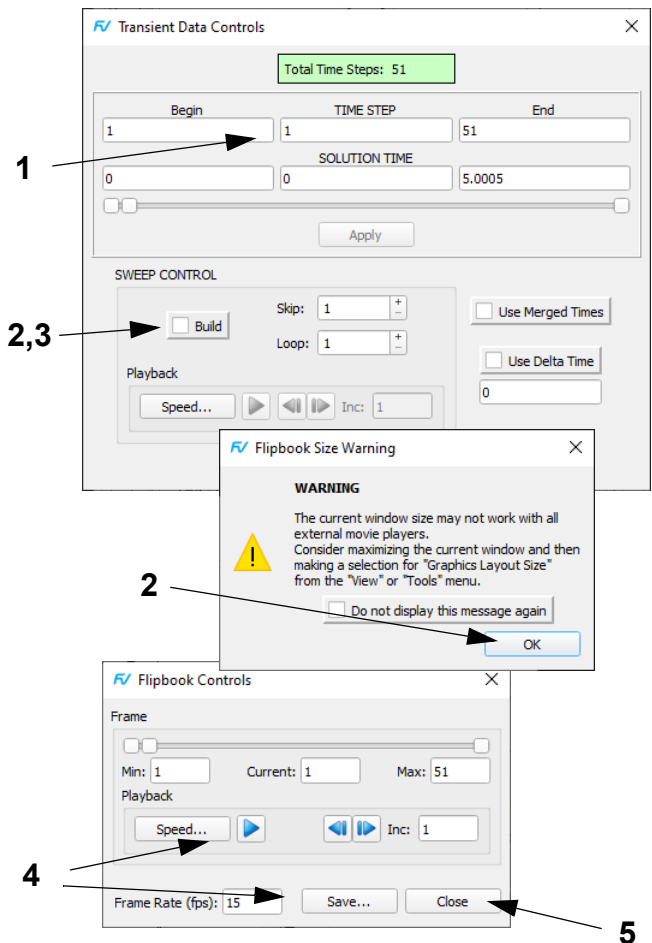 FV Transient Data Controls
Total Time Steps: 51
Begin TIME STEP End
1 1 51
1
SOLUTION TIME
0 0 5.0005
Apply
SWEEP CONTROL
Skip: 1 + −
Use Merged Times
2,3
Build
Loop: 1 + −
Use Delta Time
Playback
0
Speed... Inc: 1
FV Flipbook Size Warning
WARNING
The current window size may not work with all
external movie players.
Consider maximizing the current window and then
making a selection for "Graphics Layout Size"
from the "View" or "Tools" menu.
2
Do not display this message again
OK
FV Flipbook Controls
Frame
Min: 1 Current: 1 Max: 51
Playback
Speed... Inc: 1
4
Frame Rate (fps): 15 Save... Close
5